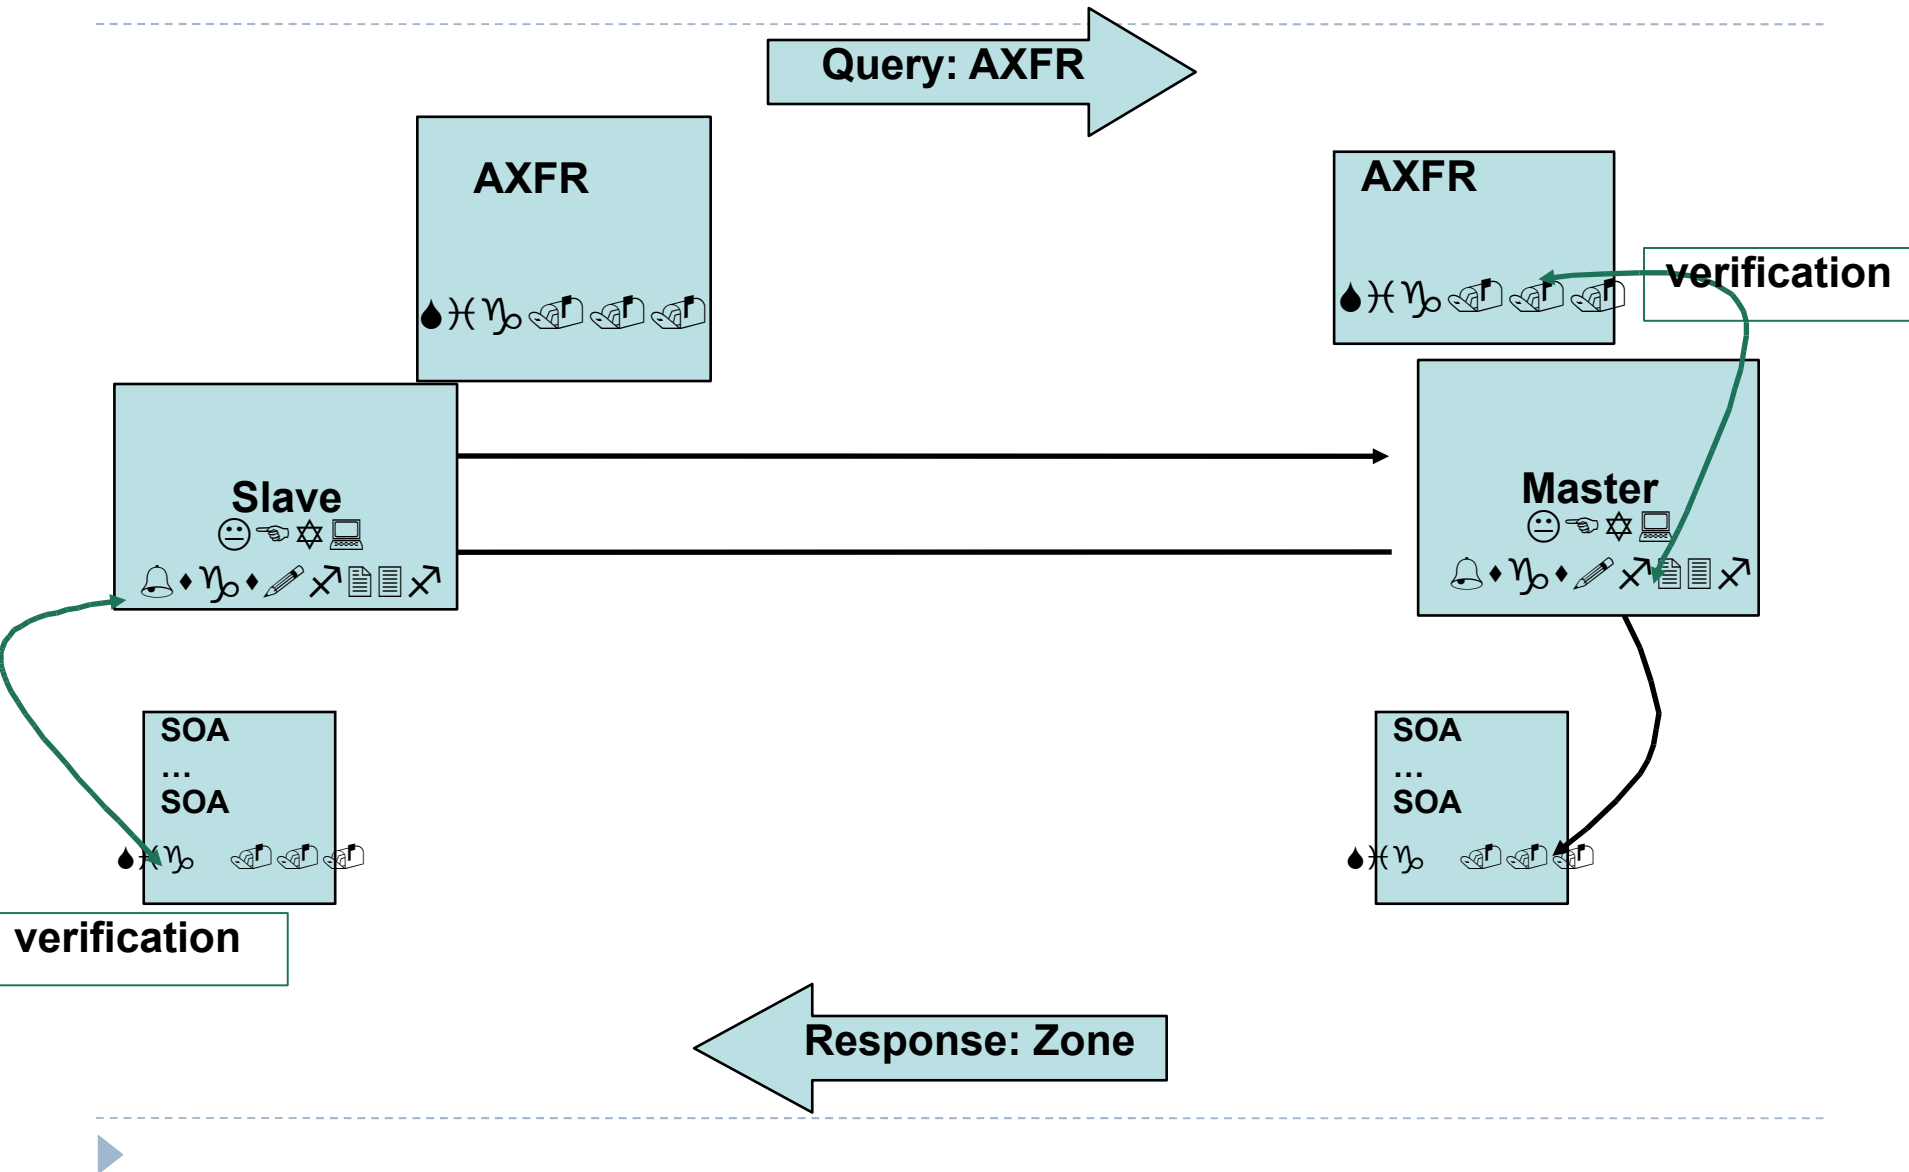 Query: AXFR
AXFR
💧♓♑📬📬📬
AXFR
💧♓♑📬📬📬
verification
Slave
😐☜✡💻
🔔⬧♑⬧🖉♐🗎🗏♐
Master
😐☜✡💻
🔔⬧♑⬧🖉♐🗎🗏♐
SOA
…
SOA
💧♓♑ 📬📬📬
verification
SOA
…
SOA
💧♓♑ 📬📬📬
Response: Zone